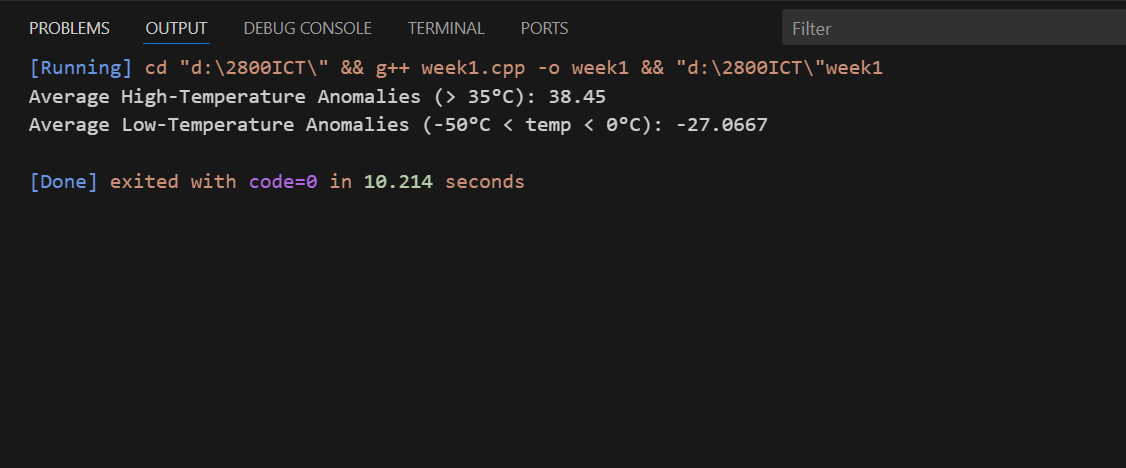 PROBLEMS OUTPUT DEBUG CONSOLE TERMINAL PORTS Filter
[Running] cd "d:\2800ICT\" && g++ week1.cpp -o week1 && "d:\2800ICT\"week1
Average High-Temperature Anomalies (> 35°C): 38.45
Average Low-Temperature Anomalies (-50°C < temp < 0°C): -27.0667
[Done] exited with code=0 in 10.214 seconds